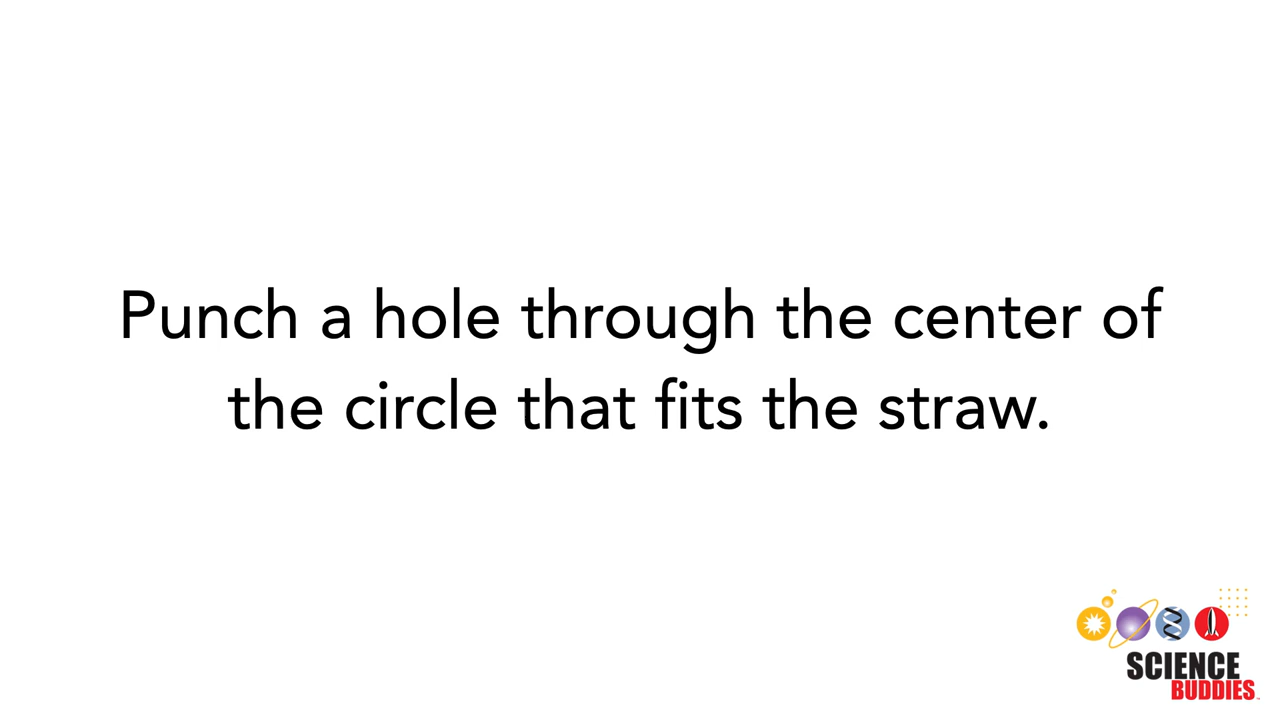 Punch a hole through the center of
the circle that fits the straw.
SCIENCE
BUDDIES